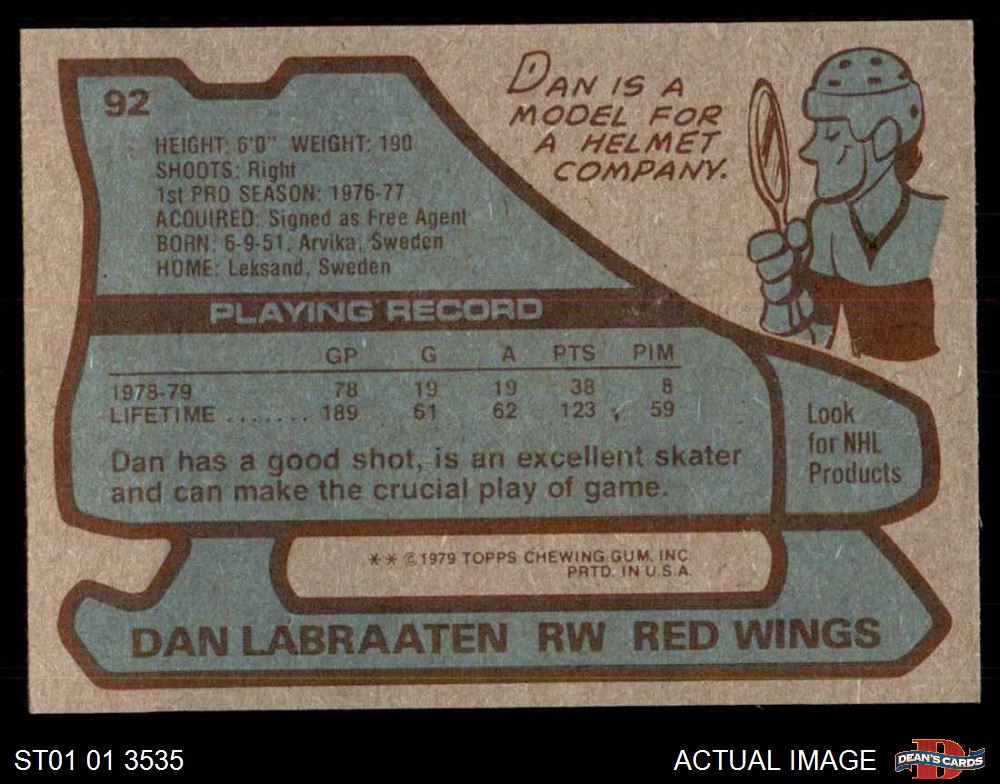 92
HEIGHT: 6'0" WEIGHT: 190
SHOOTS: Right
1st PRO SEASON: 1976-77
ACQUIRED: Signed as Free Agent
BORN: 6-9-51, Arvika, Sweden
HOME: Leksand, Sweden
DAN IS A
MODEL FOR
A HELMET
COMPANY.
PLAYING RECORD
GP G A PTS PIM
1978-79 78 19 19 38 8
LIFETIME ........ 189 61 62 123 59
Dan has a good shot, is an excellent skater
and can make the crucial play of game.
Look
for NHL
Products
** ©1979 TOPPS CHEWING GUM, INC.
PRTD. IN U.S.A.
DAN LABRAATEN RW RED WINGS
ST01 01 3535
ACTUAL IMAGE
D
DEAN'S CARDS